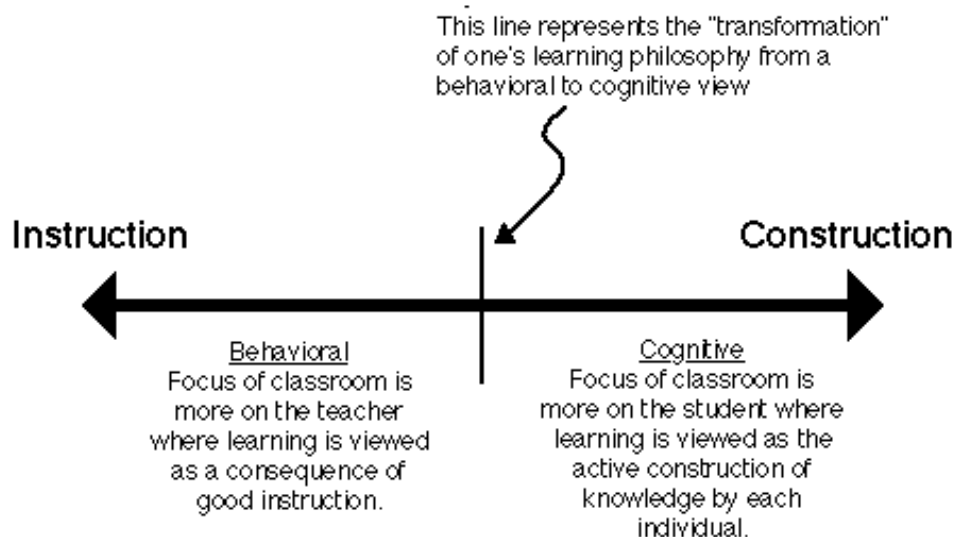 This line represents the "transformation"
of one's learning philosophy from a
behavioral to cognitive view
Instruction
Construction
Behavioral
Focus of classroom is
more on the teacher
where learning is viewed
as a consequence of
good instruction.
Cognitive
Focus of classroom is
more on the student where
learning is viewed as the
active construction of
knowledge by each
individual.